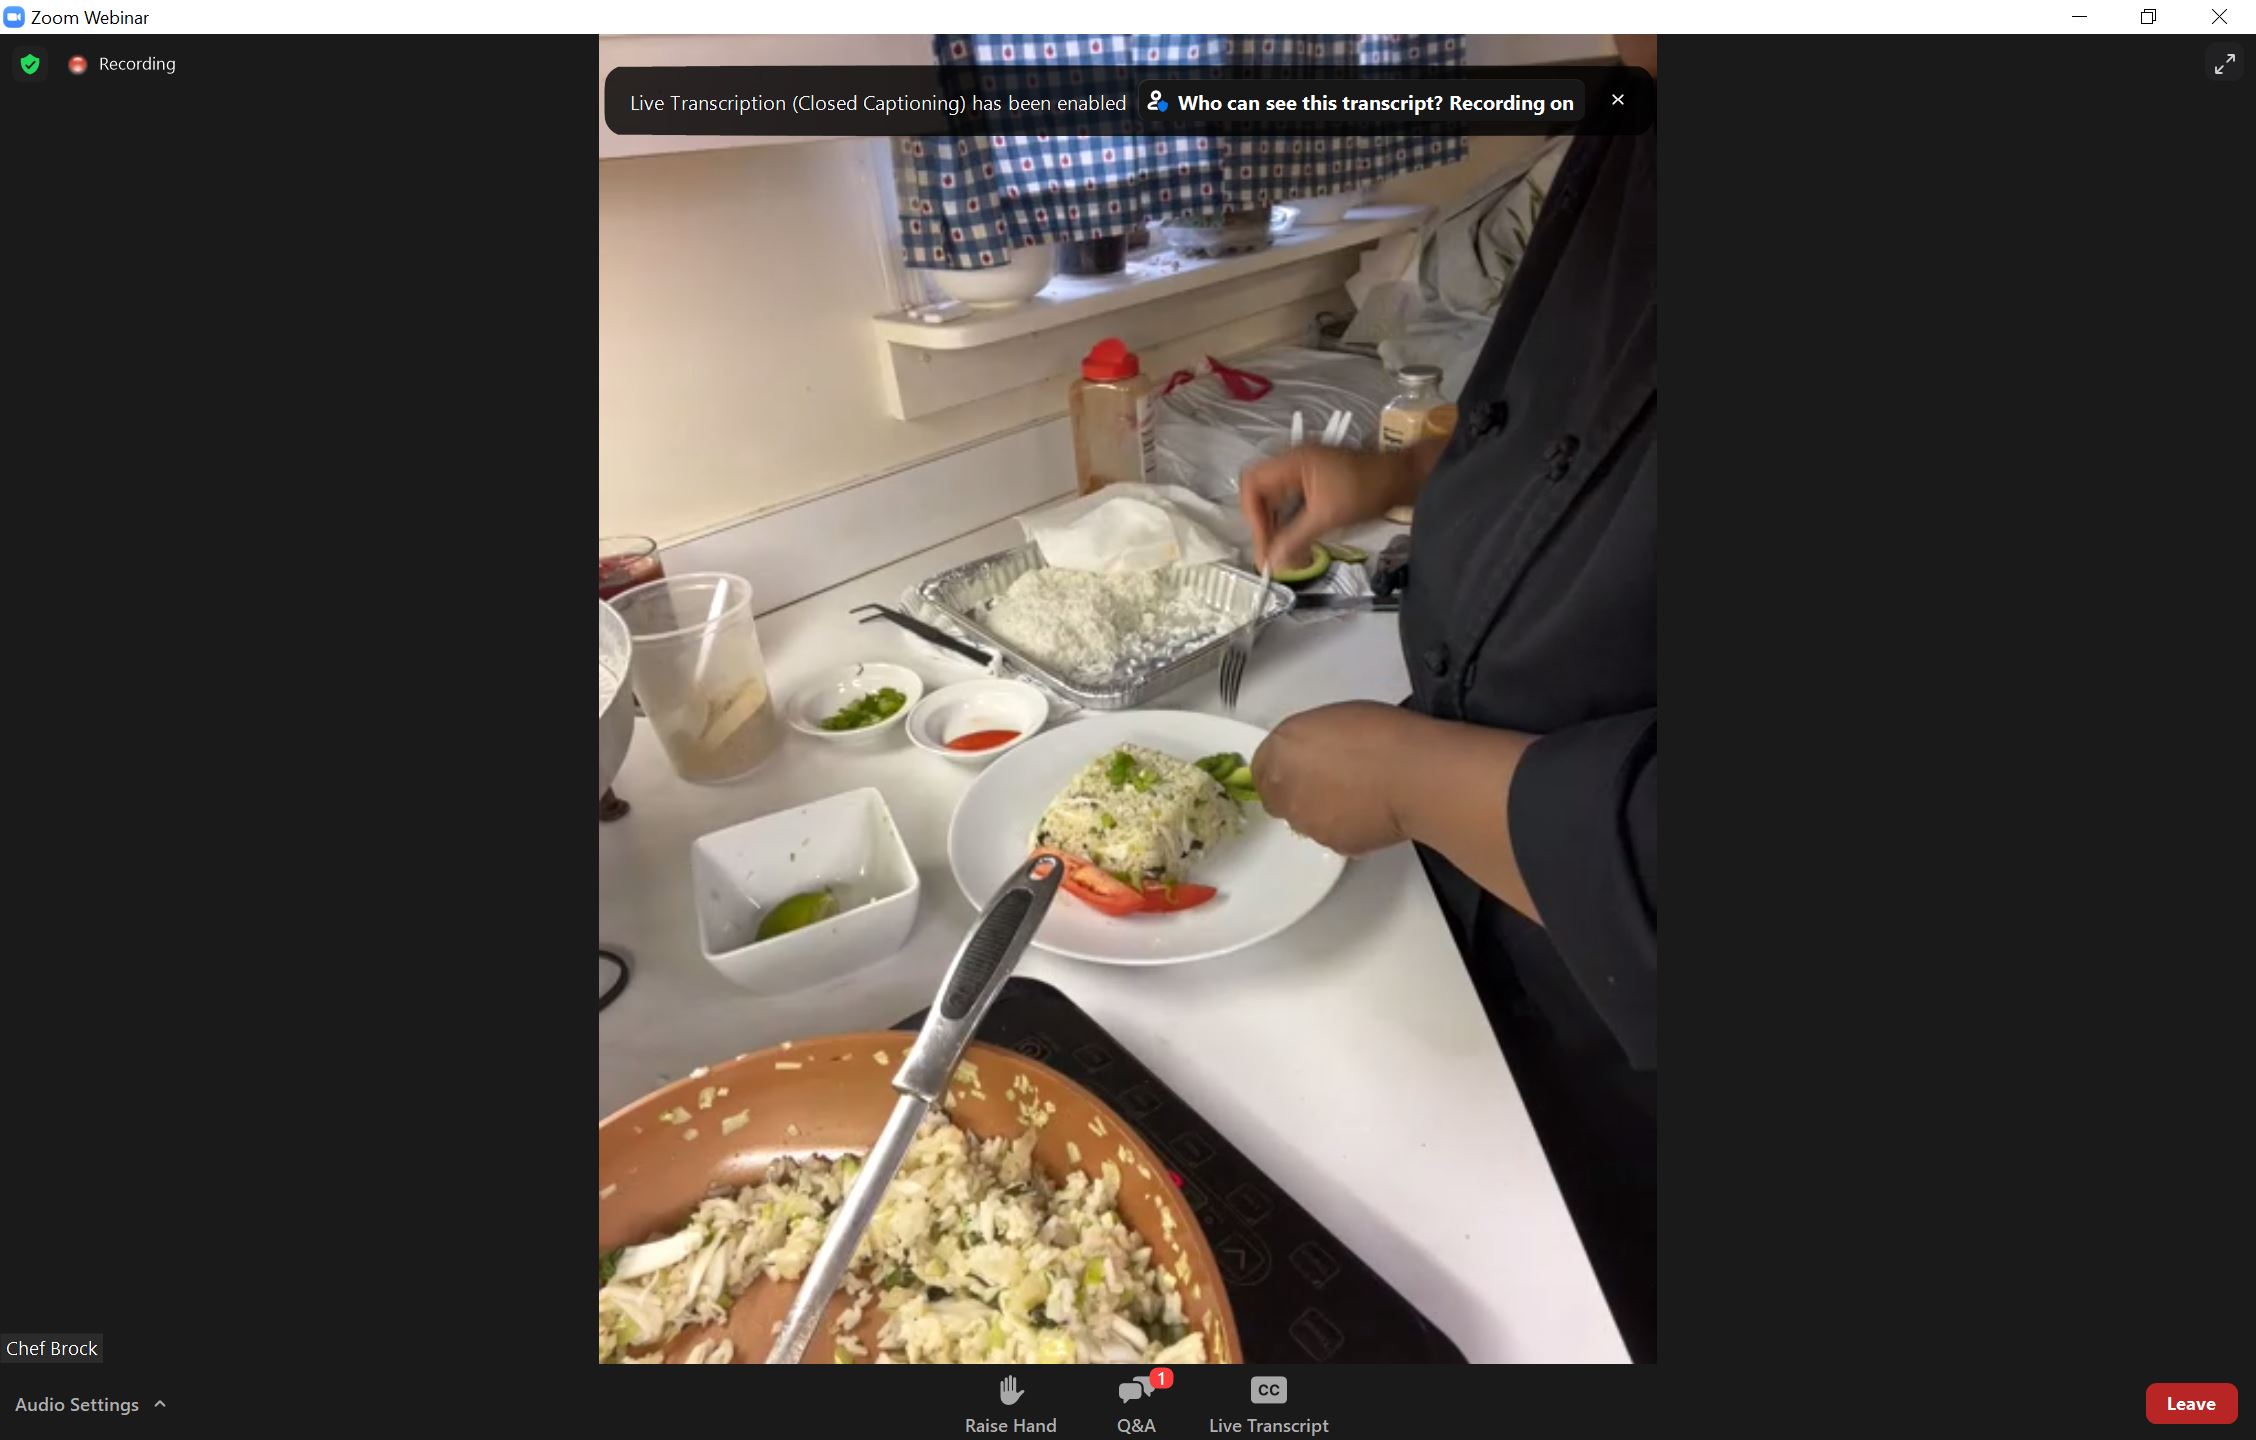 Zoom Webinar
Recording
Live Transcription (Closed Captioning) has been enabled
Who can see this transcript? Recording on
Chef Brock
Audio Settings
Raise Hand
1
Q&A
CC
Live Transcript
Leave